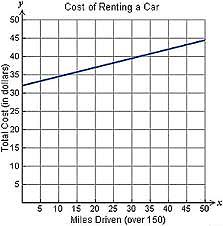 y
Cost of Renting a Car
50
45
40
35
30
25
20
15
10
5
Total Cost (in dollars)
5 10 15 20 25 30 35 40 45 50 x
Miles Driven (over 150)